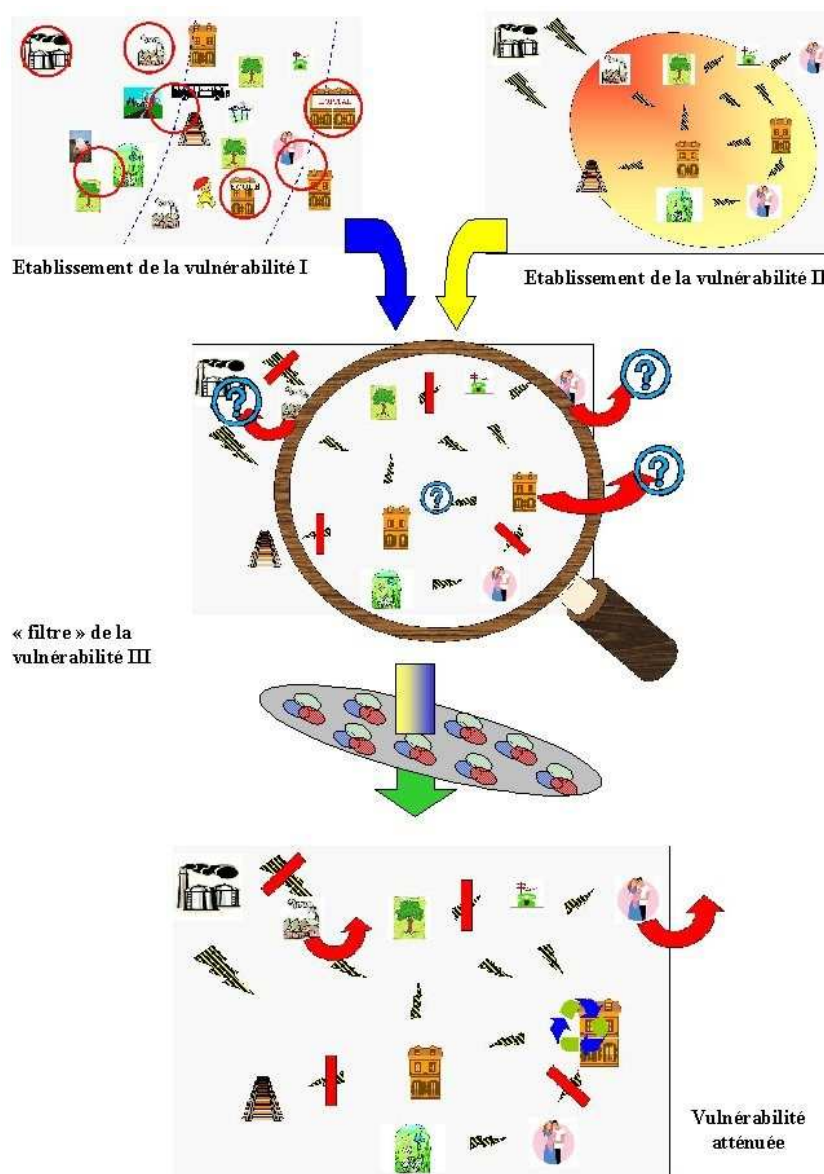 Etablissement de la vulnérabilité I
Etablissement de la vulnérabilité II
?
?
?
?
« filtre » de la
vulnérabilité III
Vulnérabilité
atténuée